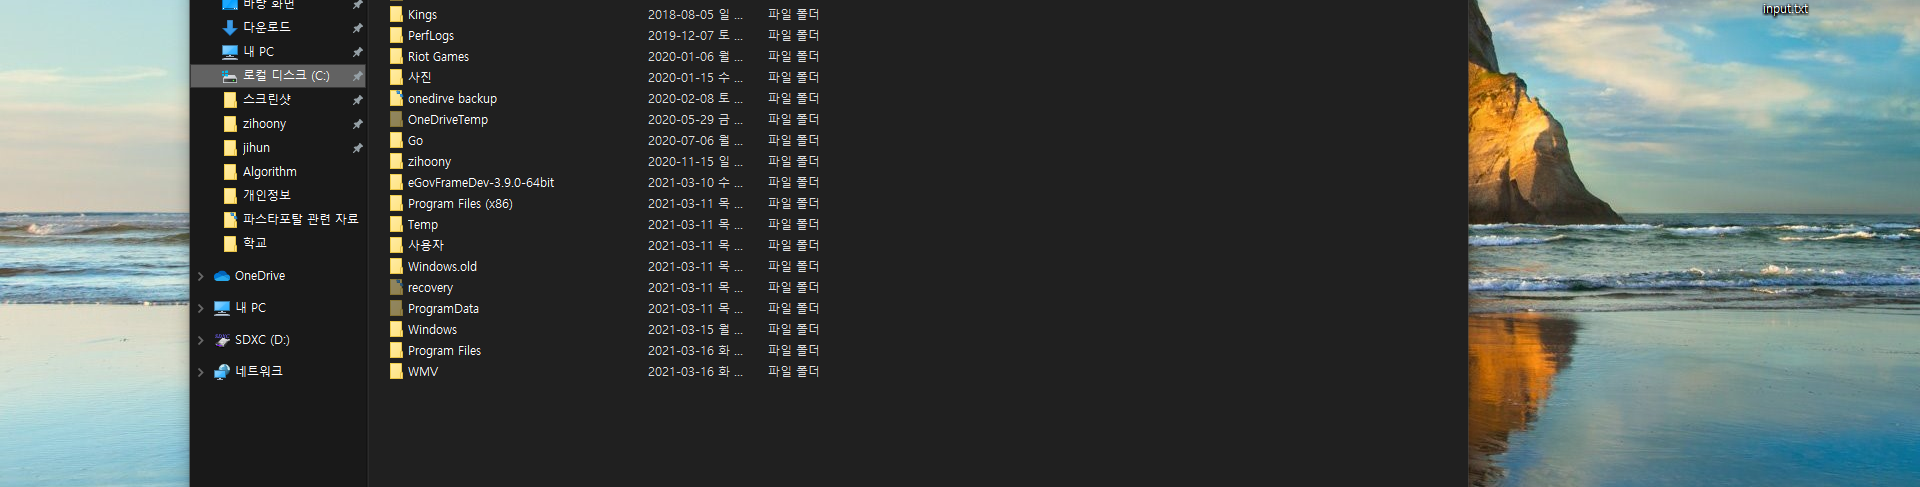 바탕 화면
다운로드
내 PC
로컬 디스크 (C:)
스크린샷
zihoony
jihun
Algorithm
개인정보
파스타포탈 관련 자료
학교
OneDrive
내 PC
SDXC (D:)
네트워크
Kings 2018-08-05 일 ... 파일 폴더
PerfLogs 2019-12-07 토 ... 파일 폴더
Riot Games 2020-01-06 월 ... 파일 폴더
사진 2020-01-15 수 ... 파일 폴더
onedirve backup 2020-02-08 토 ... 파일 폴더
OneDriveTemp 2020-05-29 금 ... 파일 폴더
Go 2020-07-06 월 ... 파일 폴더
zihoony 2020-11-15 일 ... 파일 폴더
eGovFrameDev-3.9.0-64bit 2021-03-10 수 ... 파일 폴더
Program Files (x86) 2021-03-11 목 ... 파일 폴더
Temp 2021-03-11 목 ... 파일 폴더
사용자 2021-03-11 목 ... 파일 폴더
Windows.old 2021-03-11 목 ... 파일 폴더
recovery 2021-03-11 목 ... 파일 폴더
ProgramData 2021-03-11 목 ... 파일 폴더
Windows 2021-03-15 월 ... 파일 폴더
Program Files 2021-03-16 화 ... 파일 폴더
WMV 2021-03-16 화 ... 파일 폴더
input.txt